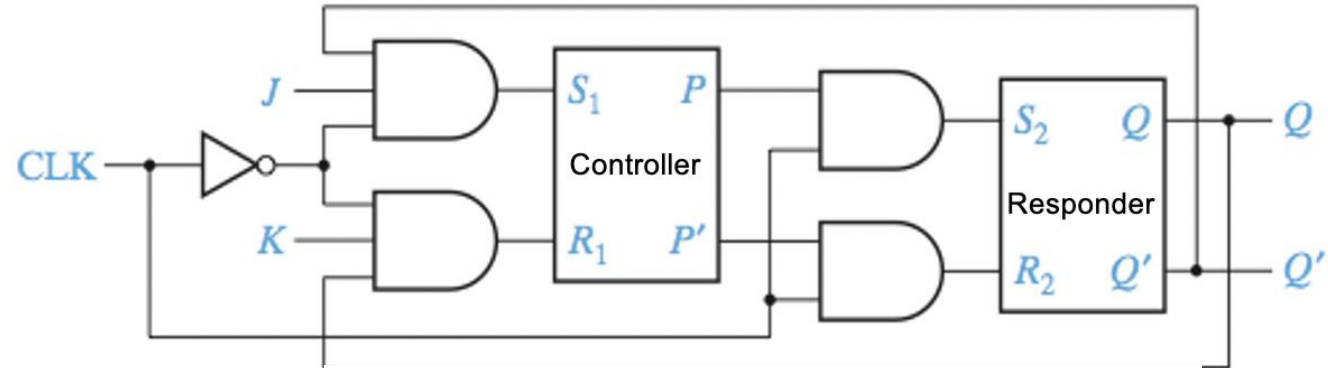 J
S₁ P
S₂ Q
Q
CLK
Controller
Responder
K
R₁ P′
R₂ Q′
Q′